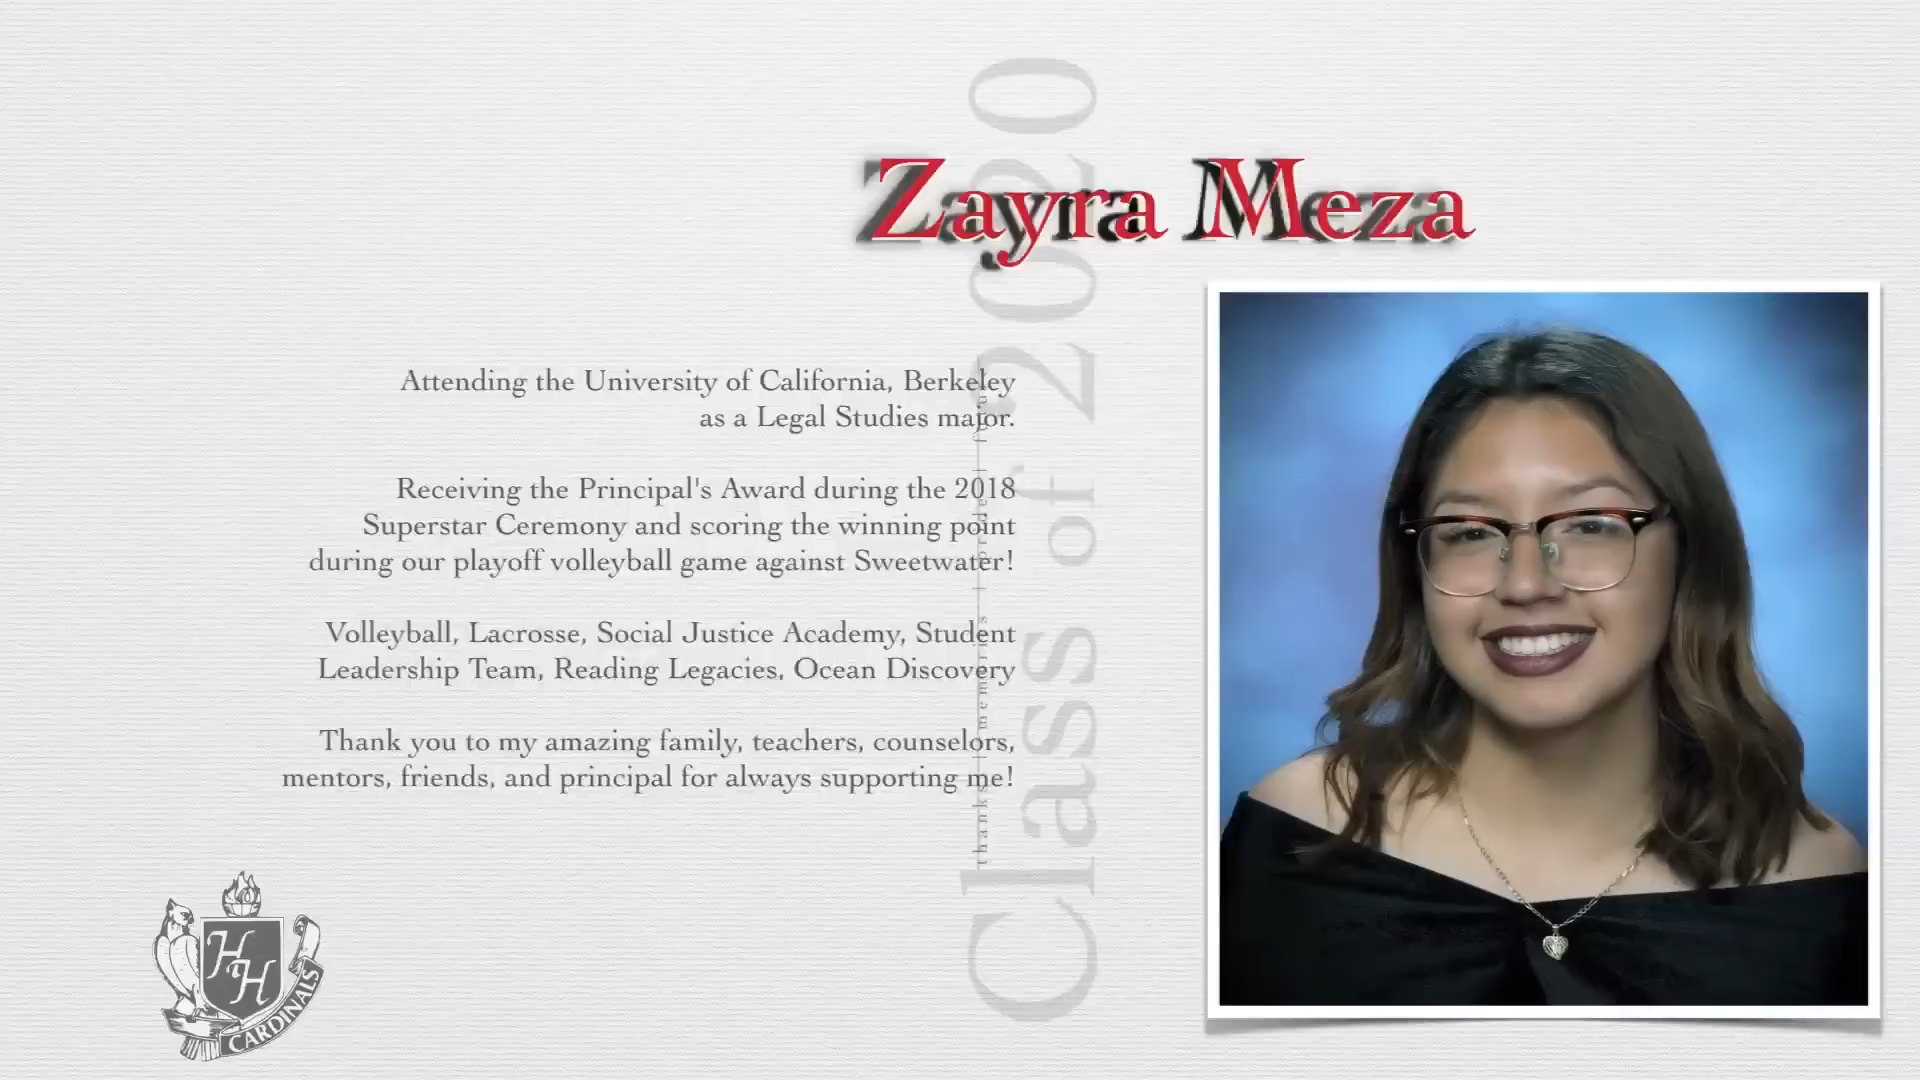 Zayra Meza
Attending the University of California, Berkeley
as a Legal Studies major.
Receiving the Principal's Award during the 2018
Superstar Ceremony and scoring the winning point
during our playoff volleyball game against Sweetwater!
Volleyball, Lacrosse, Social Justice Academy, Student
Leadership Team, Reading Legacies, Ocean Discovery
Thank you to my amazing family, teachers, counselors,
mentors, friends, and principal for always supporting me!
Class of 2020
thanks | memories | pride |
HH
CARDINALS